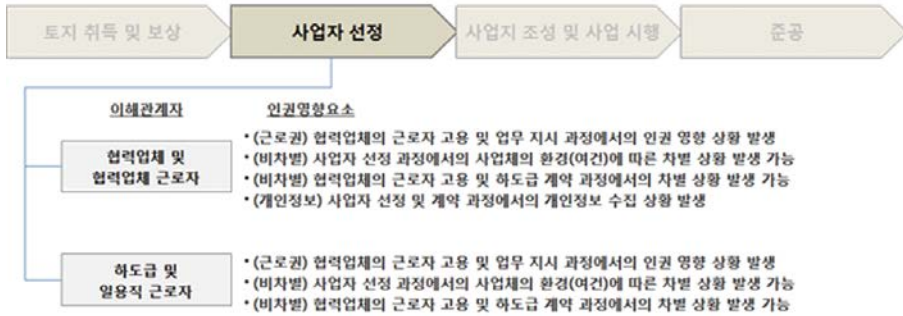 토지 취득 및 보상
사업자 선정
사업지 조성 및 사업 시행
준공
이해관계자
인권영향요소
협력업체 및
협력업체 근로자
• (근로권) 협력업체의 근로자 고용 및 업무 지시 과정에서의 인권 영향 상황 발생
• (비차별) 사업자 선정 과정에서의 사업체의 환경(여건)에 따른 차별 상황 발생 가능
• (비차별) 협력업체의 근로자 고용 및 하도급 계약 과정에서의 차별 상황 발생 가능
• (개인정보) 사업자 선정 및 계약 과정에서의 개인정보 수집 상황 발생
하도급 및
일용직 근로자
• (근로권) 협력업체의 근로자 고용 및 업무 지시 과정에서의 인권 영향 상황 발생
• (비차별) 사업자 선정 과정에서의 사업체의 환경(여건)에 따른 차별 상황 발생 가능
• (비차별) 협력업체의 근로자 고용 및 하도급 계약 과정에서의 차별 상황 발생 가능